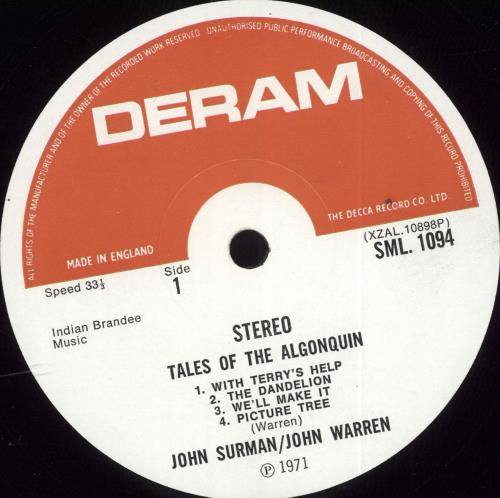 ALL RIGHTS OF THE MANUFACTURER AND OF THE OWNER OF THE RECORDED WORK RESERVED UNAUTHORISED PUBLIC PERFORMANCE BROADCASTING AND COPYING OF THIS RECORD PROHIBITED
DERAM
THE DECCA RECORD CO. LTD.
MADE IN ENGLAND
(XZAL.10898P)
SML. 1094
Speed 33⅓
Side
1
Indian Brandee
Music
STEREO
TALES OF THE ALGONQUIN
1. WITH TERRY'S HELP
2. THE DANDELION
3. WE'LL MAKE IT
4. PICTURE TREE
(Warren)
JOHN SURMAN/JOHN WARREN
℗ 1971